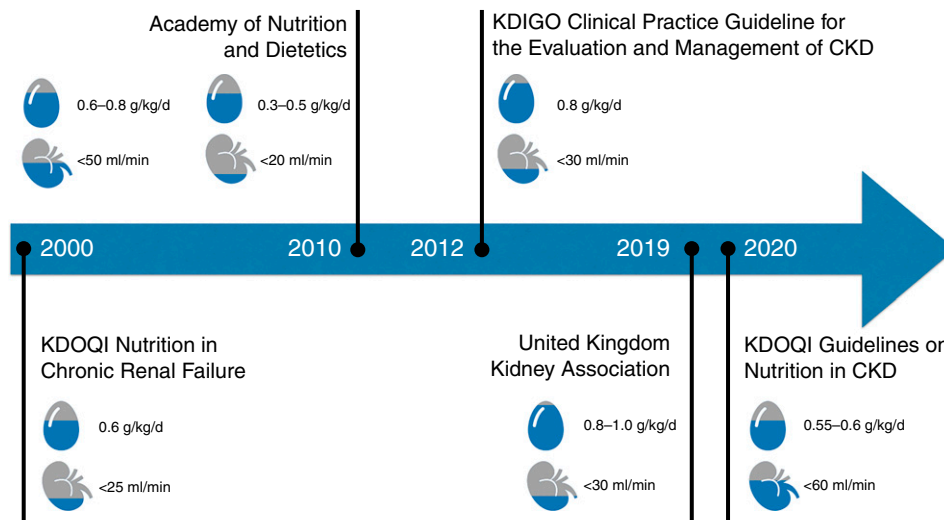 Academy of Nutrition
and Dietetics
0.6–0.8 g/kg/d
0.3–0.5 g/kg/d
<50 ml/min
<20 ml/min
KDIGO Clinical Practice Guideline for
the Evaluation and Management of CKD
0.8 g/kg/d
<30 ml/min
2000
2010
2012
2019
2020
KDOQI Nutrition in
Chronic Renal Failure
0.6 g/kg/d
<25 ml/min
United Kingdom
Kidney Association
0.8–1.0 g/kg/d
<30 ml/min
KDOQI Guidelines on
Nutrition in CKD
0.55–0.6 g/kg/d
<60 ml/min